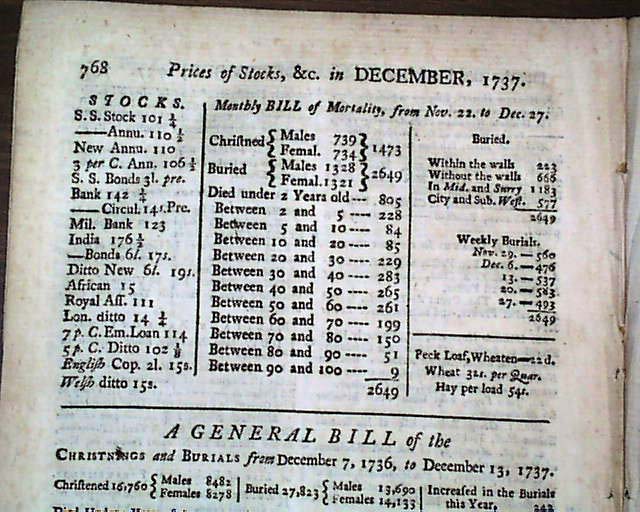 768 Prices of Stocks, &c. in DECEMBER, 1737.
STOCKS.
S. S. Stock 101 1/4
——Annu. 110 1/2
New Annu. 110
3 per C. Ann. 106 1/2
S. S. Bonds 3l. pre.
Bank 142 1/4
——Circul. 14s. Pre.
Mil. Bank 123
India 176 1/2
—Bonds 6l. 17s.
Ditto New 6l. 19s.
African 15
Royal Aſſ. 111
Lon. ditto 14 1/4
7 p. C. Em. Loan 114
5 p. C. Ditto 102 1/8
Engliſh Cop. 2l. 15s.
Welſh ditto 15s.
Monthly BILL of Mortality, from Nov. 22. to Dec. 27.
Chriſtned { Males 739 } 1473
{ Femal. 734 }
Buried { Males 1328 } 2649
{ Femal. 1321 }
Died under 2 Years old --- 805
Between 2 and 5 ---- 228
Between 5 and 10 ---- 84
Between 10 and 20 ---- 85
Between 20 and 30 ---- 229
Between 30 and 40 ---- 283
Between 40 and 50 ---- 265
Between 50 and 60 ---- 261
Between 60 and 70 ---- 199
Between 70 and 80 ---- 150
Between 80 and 90 ---- 51
Between 90 and 100 ---- 9
2649
Buried.
Within the walls 223
Without the walls 666
In Mid. and Surry 1183
City and Sub. Weſt. 577
2649
Weekly Burials.
Nov. 29. — 560
Dec. 6. — 476
13. — 537
20. — 583
27. — 493
2649
Peck Loaf, Wheaten — 22d.
Wheat 32s. per Quar.
Hay per load 54s.
A GENERAL BILL of the
CHRISTNINGS and BURIALS from December 7, 1736, to December 13, 1737.
Chriſtened 16,760 { Males 8482
{ Females 8278
Buried 27,823 { Males 13,690
{ Females 14,133
Increaſed in the Burials
this Year,